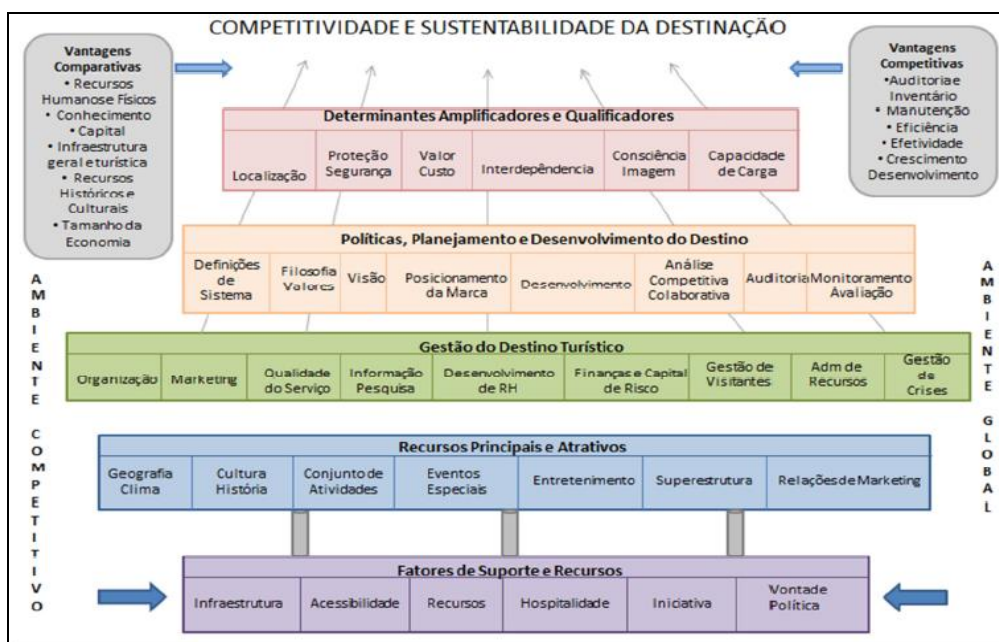 COMPETITIVIDADE E SUSTENTABILIDADE DA DESTINAÇÃO
Vantagens
Comparativas
• Recursos
Humanos e Físicos
• Conhecimento
• Capital
• Infraestrutura
geral e turística
• Recursos
Históricos e
Culturais
• Tamanho da
Economia
Vantagens
Competitivas
•Auditoria e
Inventário
• Manutenção
• Eficiência
• Efetividade
• Crescimento
Desenvolvimento
Determinantes Amplificadores e Qualificadores
Localização
Proteção
Segurança
Valor
Custo
Interdepêndencia
Consciência
Imagem
Capacidade
de Carga
Políticas, Planejamento e Desenvolvimento do Destino
Definições
de
Sistema
Filosofia
Valores
Visão
Posicionamento
da Marca
Desenvolvimento
Análise
Competitiva
Colaborativa
Auditoria
Monitoramento
Avaliação
Gestão do Destino Turístico
Organização
Marketing
Qualidade
do Serviço
Informação
Pesquisa
Desenvolvimento
de RH
Finanças e Capital
de Risco
Gestão de
Visitantes
Adm de
Recursos
Gestão
de
Crises
Recursos Principais e Atrativos
Geografia
Clima
Cultura
História
Conjunto de
Atividades
Eventos
Especiais
Entretenimento
Superestrutura
Relações de Marketing
Fatores de Suporte e Recursos
Infraestrutura
Acessibilidade
Recursos
Hospitalidade
Iniciativa
Vontade
Política
AMBIENTE COMPETITIVO
AMBIENTE GLOBAL